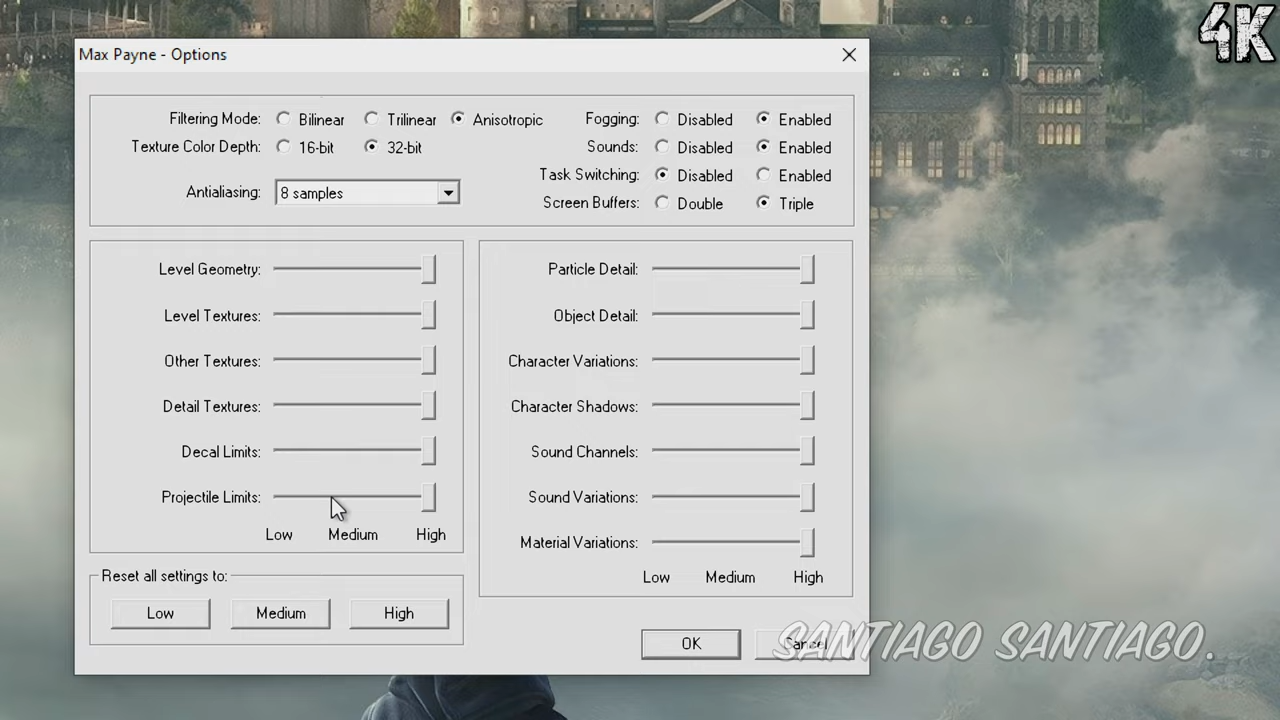 4K
Max Payne - Options
Filtering Mode: Bilinear Trilinear Anisotropic
Texture Color Depth: 16-bit 32-bit
Antialiasing: 8 samples
Fogging: Disabled Enabled
Sounds: Disabled Enabled
Task Switching: Disabled Enabled
Screen Buffers: Double Triple
Level Geometry:
Level Textures:
Other Textures:
Detail Textures:
Decal Limits:
Projectile Limits:
Low Medium High
Particle Detail:
Object Detail:
Character Variations:
Character Shadows:
Sound Channels:
Sound Variations:
Material Variations:
Low Medium High
Reset all settings to:
Low Medium High
OK Cancel
SANTIAGO SANTIAGO.